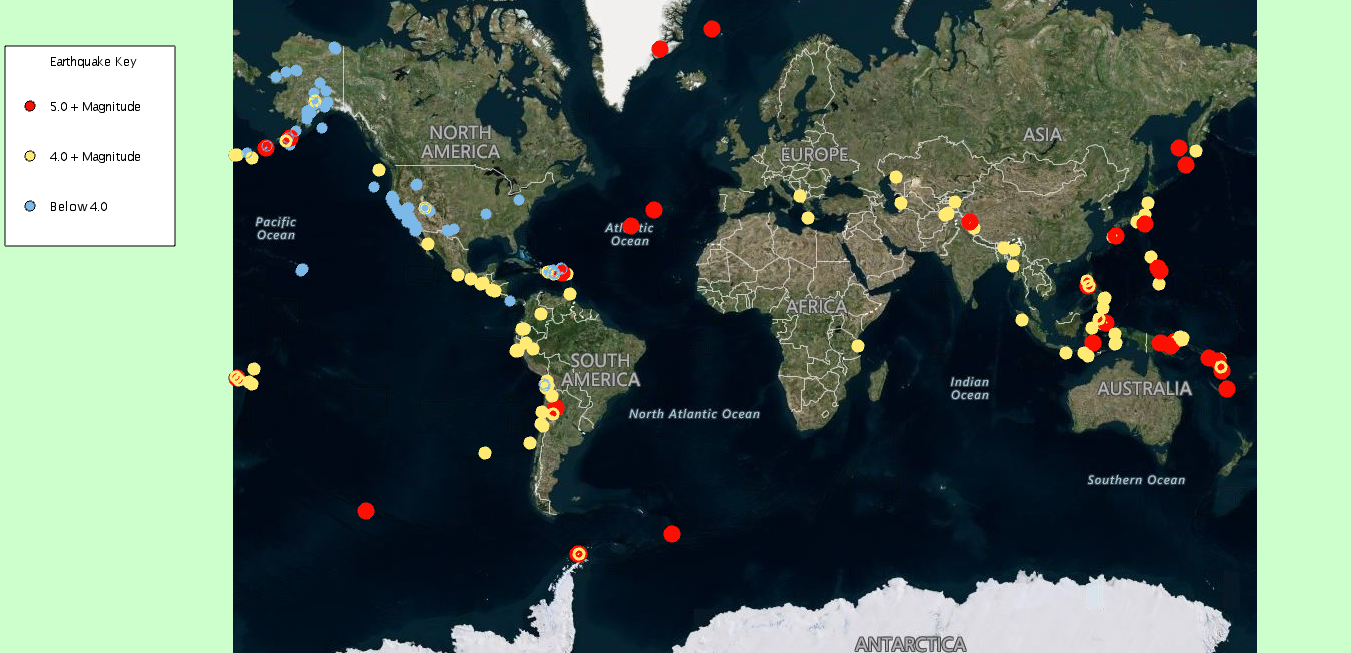 Earthquake Key
5.0 + Magnitude
4.0 + Magnitude
Below 4.0
NORTH
AMERICA
EUROPE
ASIA
Pacific
Ocean
Atlantic
Ocean
AFRICA
SOUTH
AMERICA
Indian
Ocean
AUSTRALIA
North Atlantic Ocean
Southern Ocean
ANTARCTICA